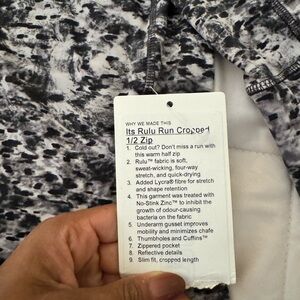 WHY WE MADE THIS
Its Rulu Run Cropped
1/2 Zip
1. Cold out? Don't miss a run with
this warm half zip
2. Rulu™ fabric is soft,
sweat-wicking, four-way
stretch, and quick-drying
3. Added Lycra® fibre for stretch
and shape retention
4. This garment was treated with
No-Stink Zinc™ to inhibit the
growth of odour-causing
bacteria on the fabric
5. Underarm gusset improves
mobility and minimizes chafe
6. Thumbholes and Cuffins™
7. Zippered pocket
8. Reflective details
9. Slim fit, cropped length